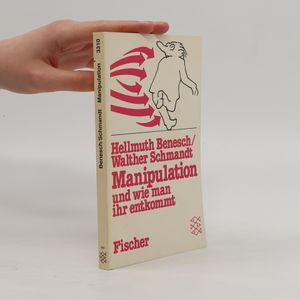 Benesch/Schmandt Manipulation 3310
Hellmuth Benesch/
Walther Schmandt
Manipulation
und wie man
ihr entkommt
Fischer